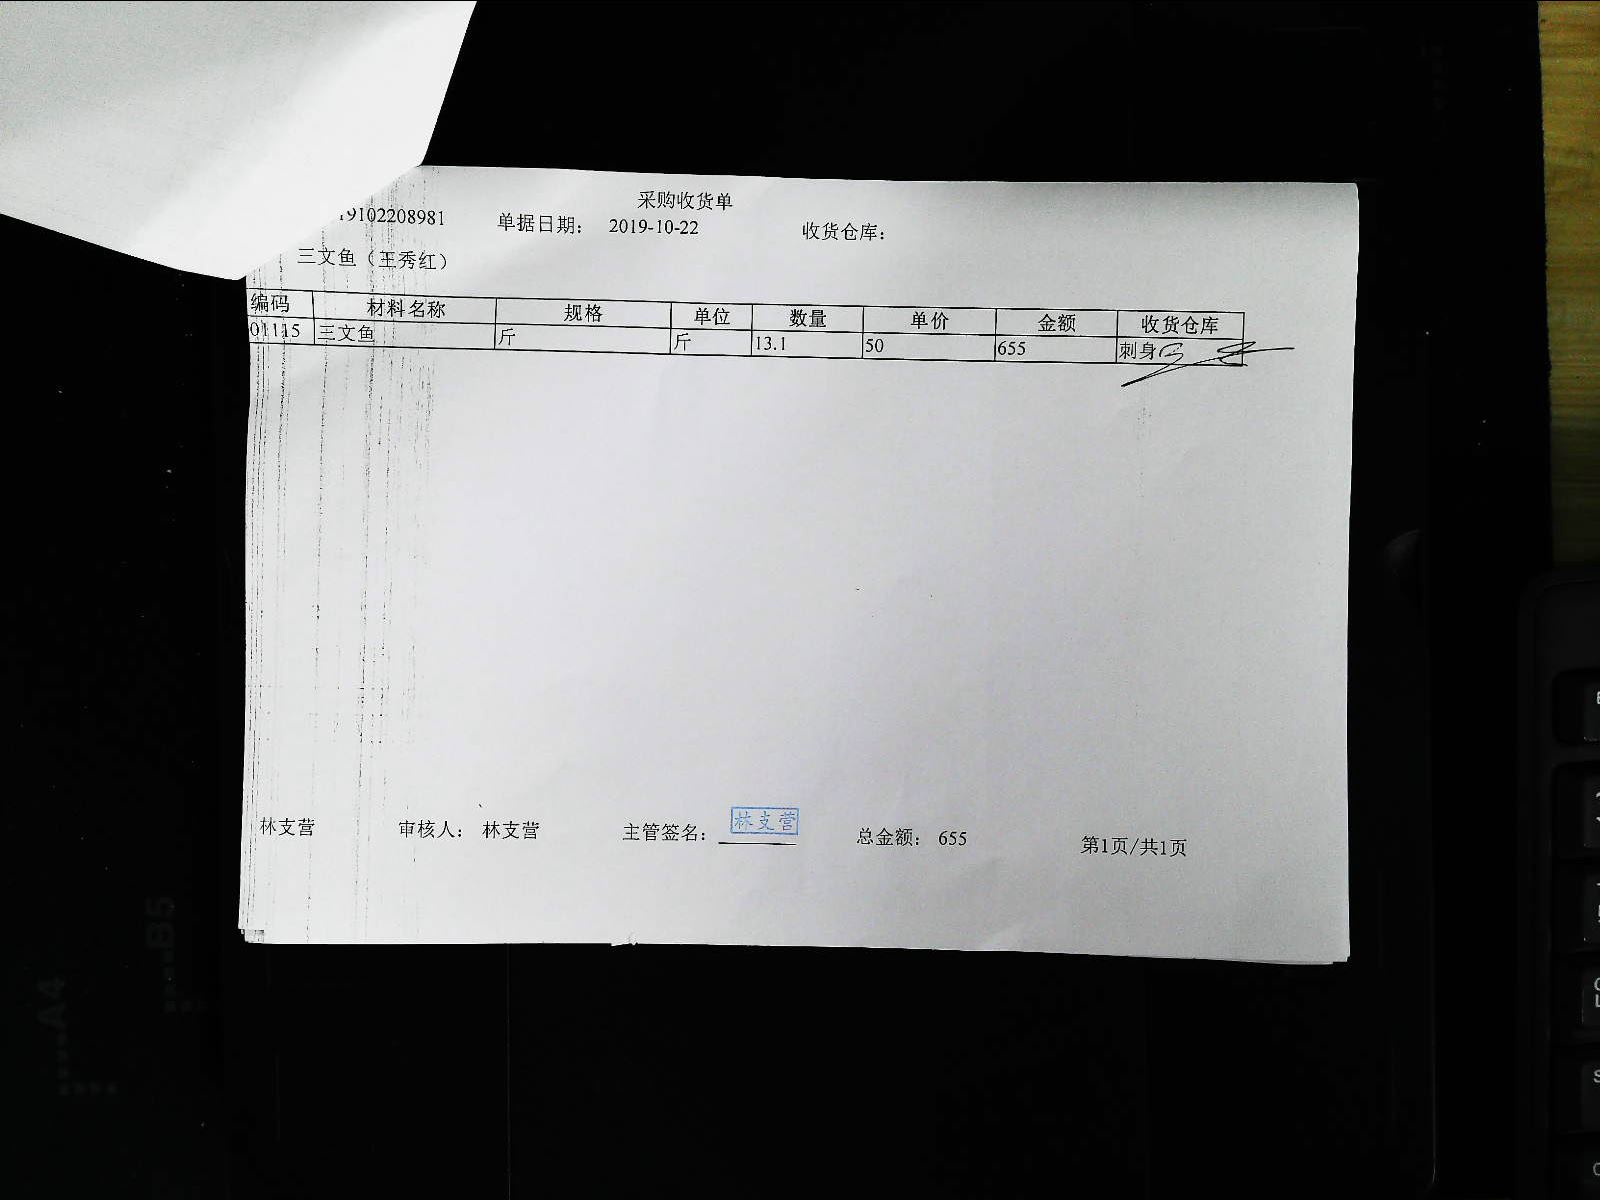 采购收货单
19102208981 单据日期： 2019-10-22 收货仓库：
三文鱼（王秀红）
编码 材料名称 规格 单位 数量 单价 金额 收货仓库
01115 三文鱼 斤 斤 13.1 50 655 刺身
林支营 审核人： 林支营 主管签名： 林支营 总金额： 655 第1页/共1页
B5
A4